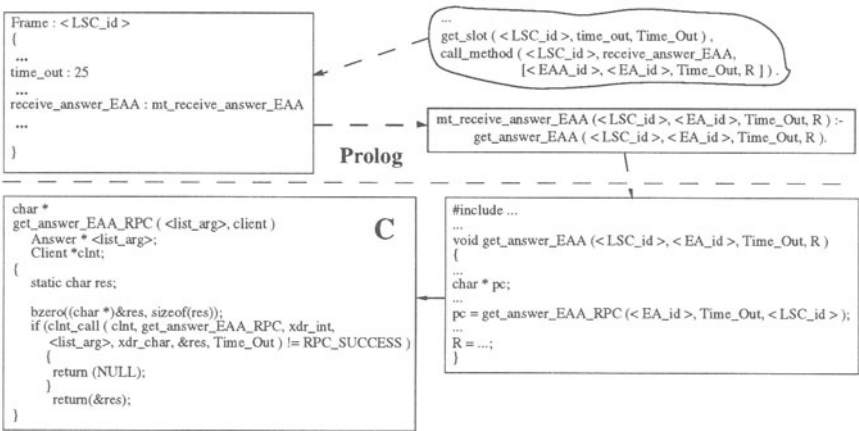 Frame : < LSC_id >
{
...
time_out : 25
...
receive_answer_EAA : mt_receive_answer_EAA
...
}
...
get_slot ( < LSC_id >, time_out, Time_Out ) ,
call_method ( < LSC_id >, receive_answer_EAA,
[< EAA_id >, < EA_id >, Time_Out, R ] ) .
mt_receive_answer_EAA (< LSC_id >, < EA_id >, Time_Out, R ) :-
get_answer_EAA ( < LSC_id >, < EA_id >, Time_Out, R ).
Prolog
C
char *
get_answer_EAA_RPC ( <list_arg>, client )
Answer * <list_arg>;
Client *clnt;
{
static char res;
bzero((char *)&res, sizeof(res));
if (clnt_call ( clnt, get_answer_EAA_RPC, xdr_int,
<list_arg>, xdr_char, &res, Time_Out ) != RPC_SUCCESS )
{
return (NULL);
}
return(&res);
}
#include ...
...
void get_answer_EAA (< LSC_id >, < EA_id >, Time_Out, R )
{
...
char * pc;
...
pc = get_answer_EAA_RPC (< EA_id >, Time_Out, < LSC_id > );
...
R = ...;
}